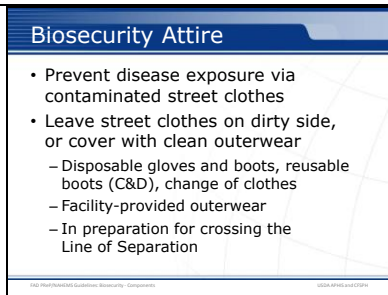 Biosecurity Attire
• Prevent disease exposure via
contaminated street clothes
• Leave street clothes on dirty side,
or cover with clean outerwear
– Disposable gloves and boots, reusable
boots (C&D), change of clothes
– Facility-provided outerwear
– In preparation for crossing the
Line of Separation
FAD PReP/NAHEMS Guidelines: Biosecurity - Components
USDA APHIS and CFSPH